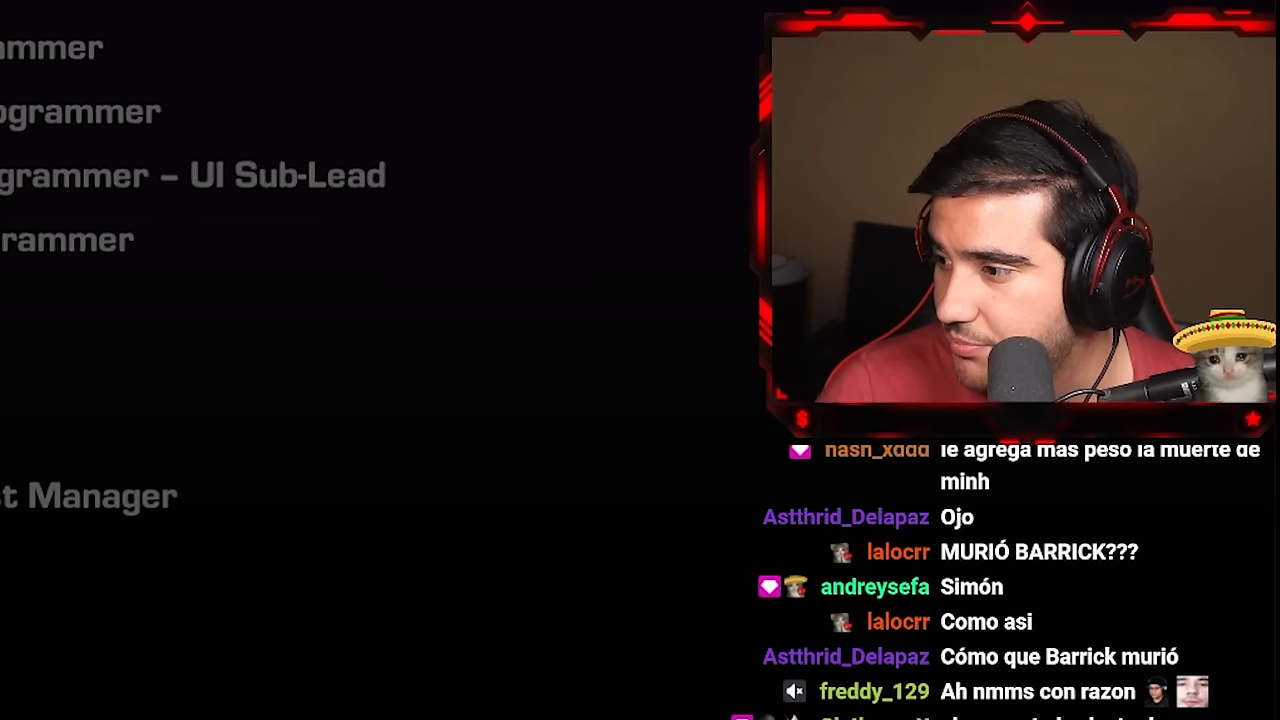 ammer
ogrammer
grammer – UI Sub-Lead
rammer
t Manager
nasn_xddd le agrega mas peso la muerte de
minh
Astthrid_Delapaz Ojo
lalocrr MURIÓ BARRICK???
andreysefa Simón
lalocrr Como asi
Astthrid_Delapaz Cómo que Barrick murió
freddy_129 Ah nmms con razon